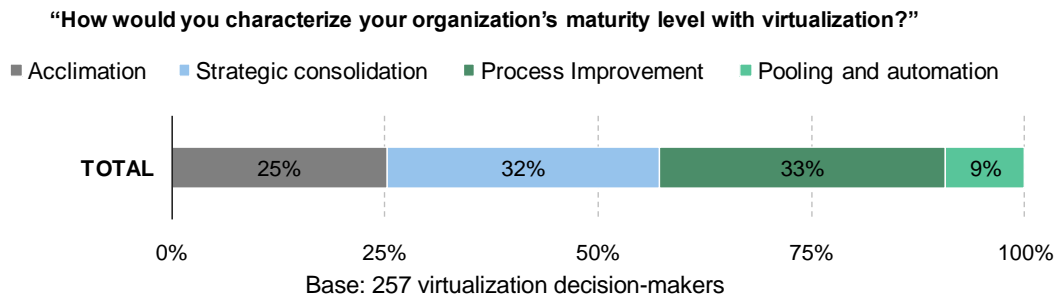 “How would you characterize your organization’s maturity level with virtualization?”
Acclimation Strategic consolidation Process Improvement Pooling and automation
TOTAL 25% 32% 33% 9%
0% 25% 50% 75% 100%
Base: 257 virtualization decision-makers